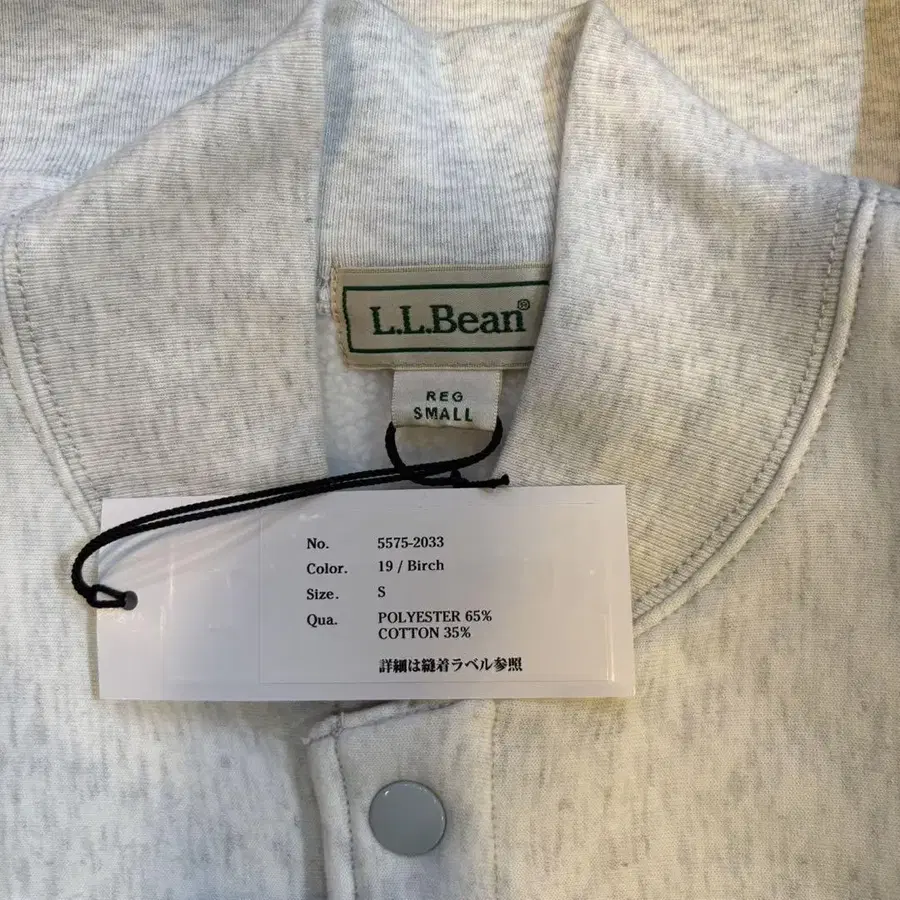 L.L.Bean®
REG
SMALL
No. 5575-2033
Color. 19 / Birch
Size. S
Qua. POLYESTER 65%
COTTON 35%
詳細は縫着ラベル参照